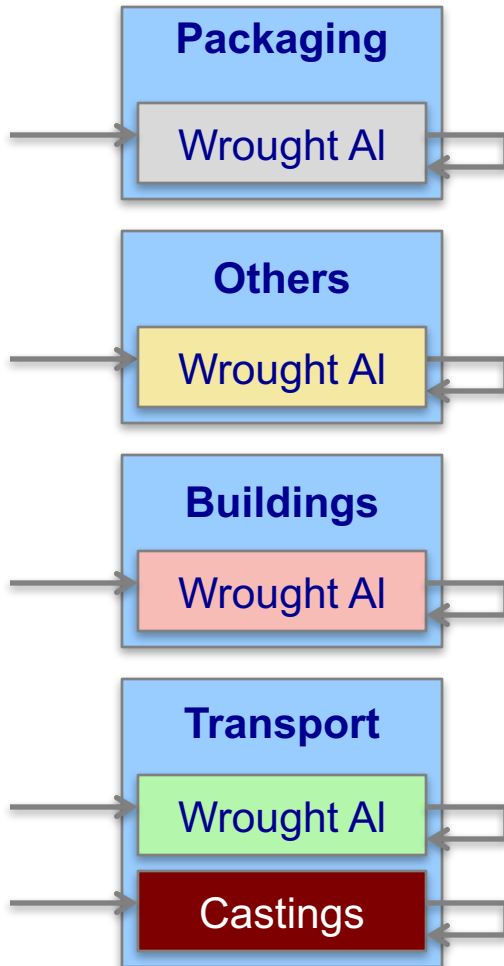 Packaging
Wrought Al
Others
Wrought Al
Buildings
Wrought Al
Transport
Wrought Al
Castings